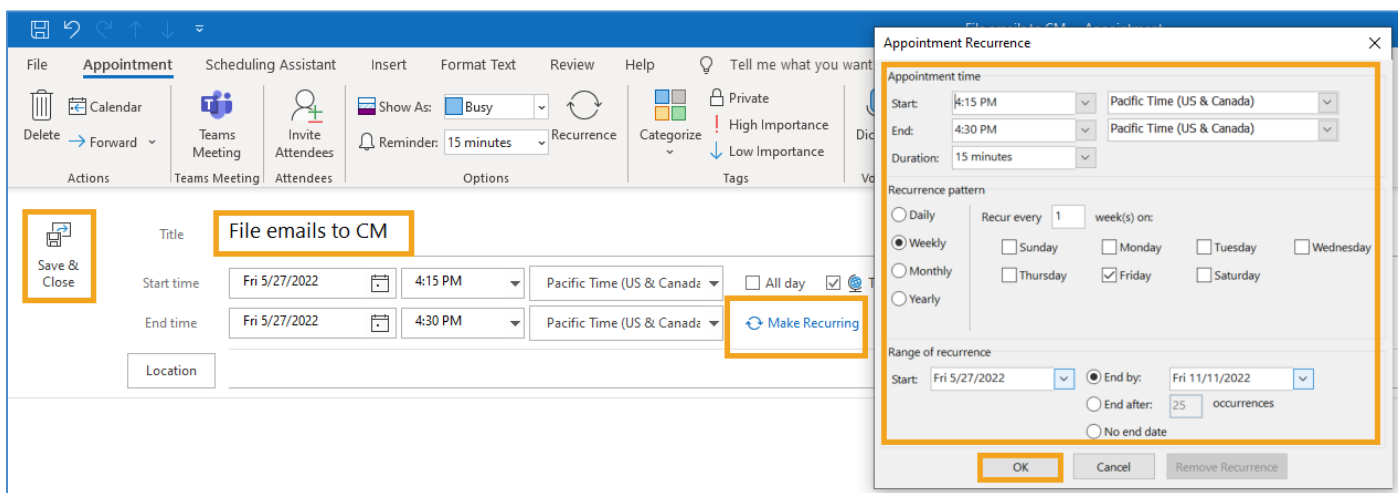 File emails to CM - Appointment
File Appointment Scheduling Assistant Insert Format Text Review Help Tell me what you want
Delete
Calendar
Forward
Actions
Teams
Meeting
Teams Meeting
Invite
Attendees
Attendees
Show As: Busy
Reminder: 15 minutes
Recurrence
Options
Categorize
Private
High Importance
Low Importance
Tags
Save &
Close
Title File emails to CM
Start time Fri 5/27/2022 4:15 PM Pacific Time (US & Canada All day
End time Fri 5/27/2022 4:30 PM Pacific Time (US & Canada Make Recurring
Location
Appointment Recurrence
Appointment time
Start: 4:15 PM Pacific Time (US & Canada)
End: 4:30 PM Pacific Time (US & Canada)
Duration: 15 minutes
Recurrence pattern
Daily
Weekly
Monthly
Yearly
Recur every 1 week(s) on:
Sunday Monday Tuesday Wednesday
Thursday Friday Saturday
Range of recurrence
Start: Fri 5/27/2022 End by: Fri 11/11/2022
End after: 25 occurrences
No end date
OK Cancel Remove Recurrence